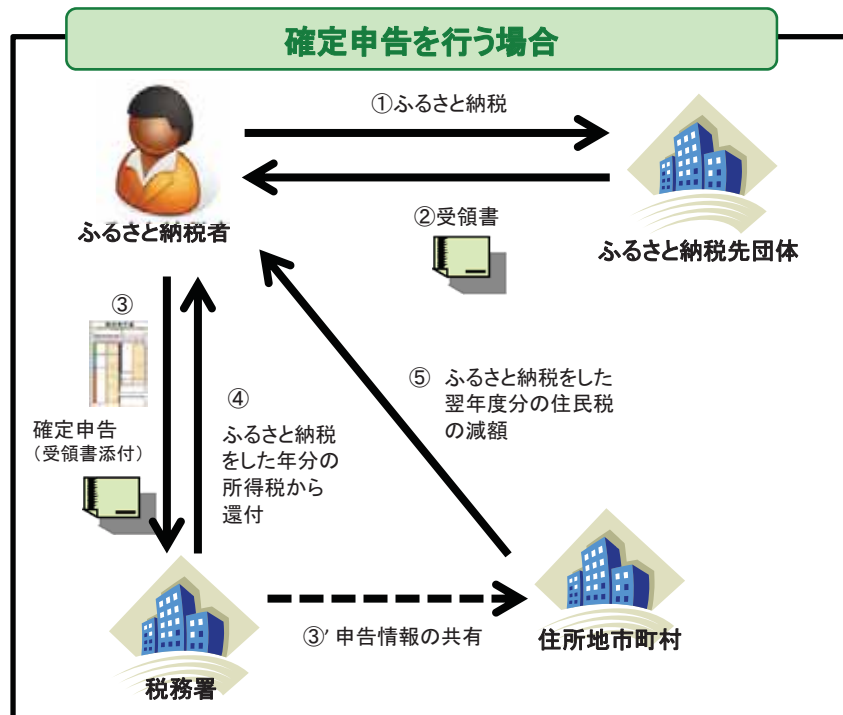 確定申告を行う場合
①ふるさと納税
ふるさと納税者
②受領書
ふるさと納税先団体
③
確定申告
（受領書添付）
④
ふるさと納税
をした年分の
所得税から
還付
⑤ ふるさと納税をした
翌年度分の住民税
の減額
③’申告情報の共有
税務署
住所地市町村